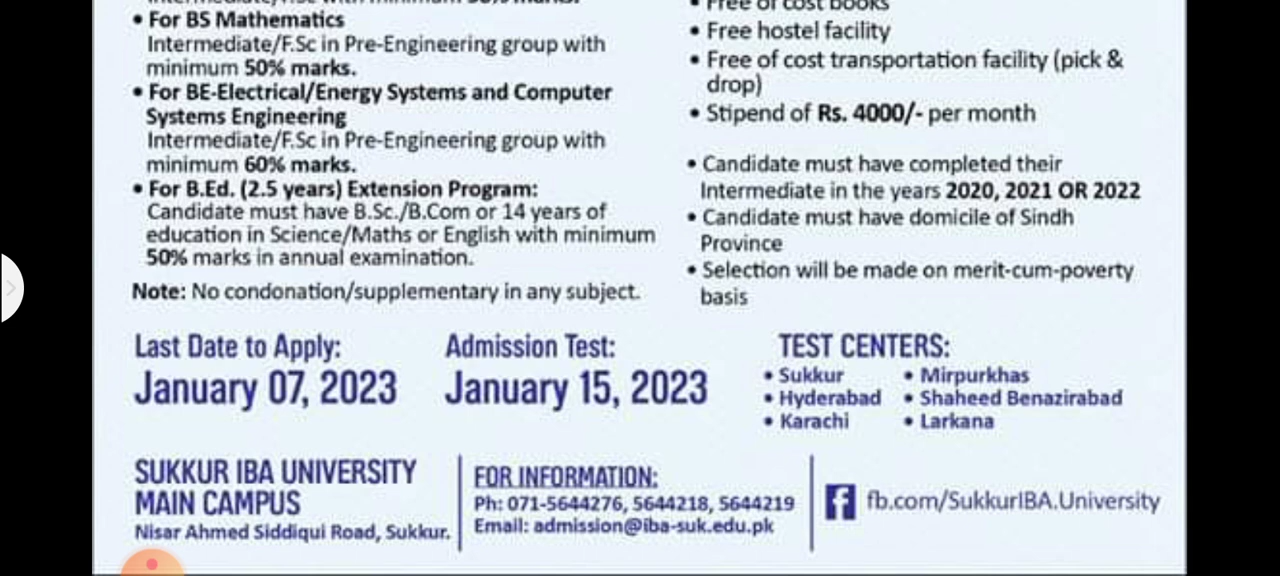 • For BS Mathematics
Intermediate/F.Sc in Pre-Engineering group with
minimum 50% marks.
• For BE-Electrical/Energy Systems and Computer
Systems Engineering
Intermediate/F.Sc in Pre-Engineering group with
minimum 60% marks.
• For B.Ed. (2.5 years) Extension Program:
Candidate must have B.Sc./B.Com or 14 years of
education in Science/Maths or English with minimum
50% marks in annual examination.
Note: No condonation/supplementary in any subject.
• Free of cost books
• Free hostel facility
• Free of cost transportation facility (pick &
drop)
• Stipend of Rs. 4000/- per month
• Candidate must have completed their
Intermediate in the years 2020, 2021 OR 2022
• Candidate must have domicile of Sindh
Province
• Selection will be made on merit-cum-poverty
basis
Last Date to Apply:
January 07, 2023
Admission Test:
January 15, 2023
TEST CENTERS:
• Sukkur
• Hyderabad
• Karachi
• Mirpurkhas
• Shaheed Benazirabad
• Larkana
SUKKUR IBA UNIVERSITY
MAIN CAMPUS
Nisar Ahmed Siddiqui Road, Sukkur.
FOR INFORMATION:
Ph: 071-5644276, 5644218, 5644219
Email: admission@iba-suk.edu.pk
fb.com/SukkurIBA.University